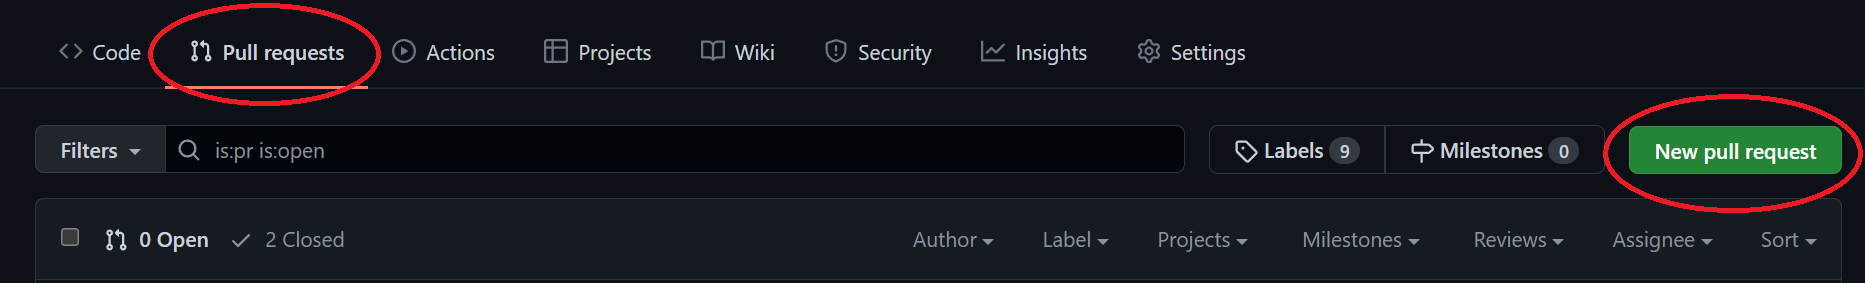 Code Pull requests Actions Projects Wiki Security Insights Settings
Filters is:pr is:open Labels 9 Milestones 0 New pull request
0 Open 2 Closed Author Label Projects Milestones Reviews Assignee Sort